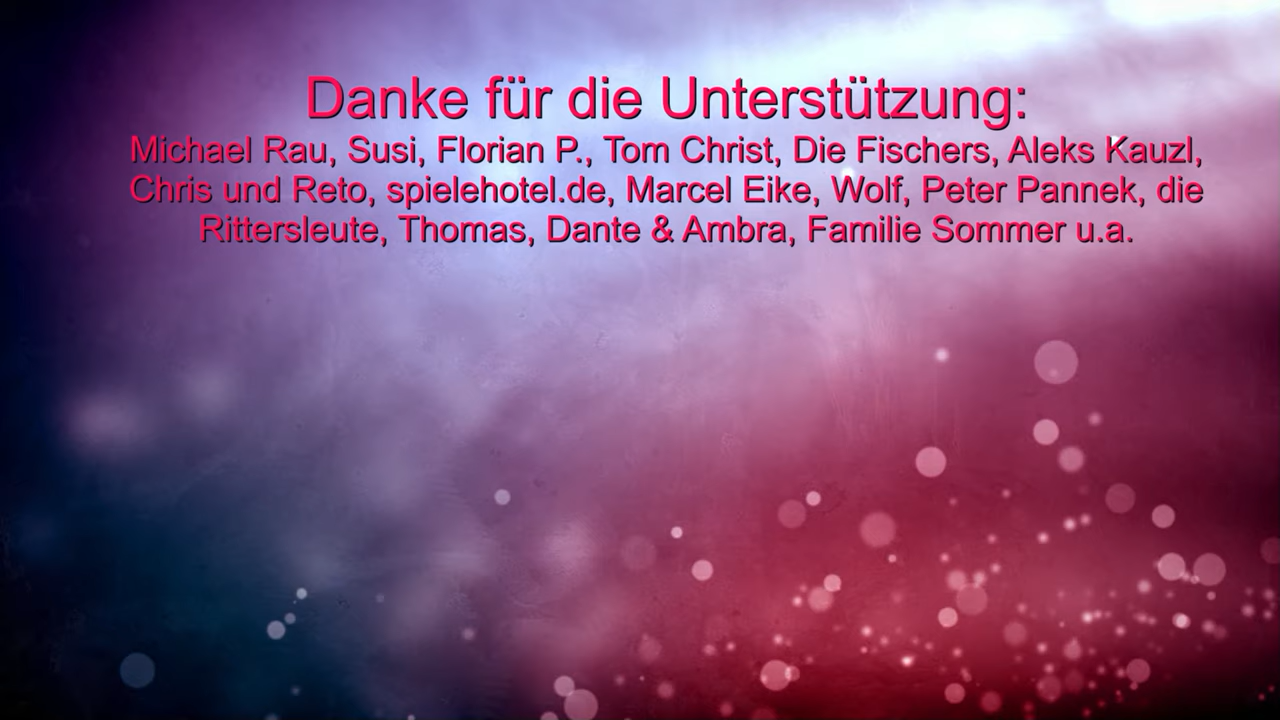 Danke für die Unterstützung:
Michael Rau, Susi, Florian P., Tom Christ, Die Fischers, Aleks Kauzl,
Chris und Reto, spielehotel.de, Marcel Eike, Wolf, Peter Pannek, die
Rittersleute, Thomas, Dante & Ambra, Familie Sommer u.a.